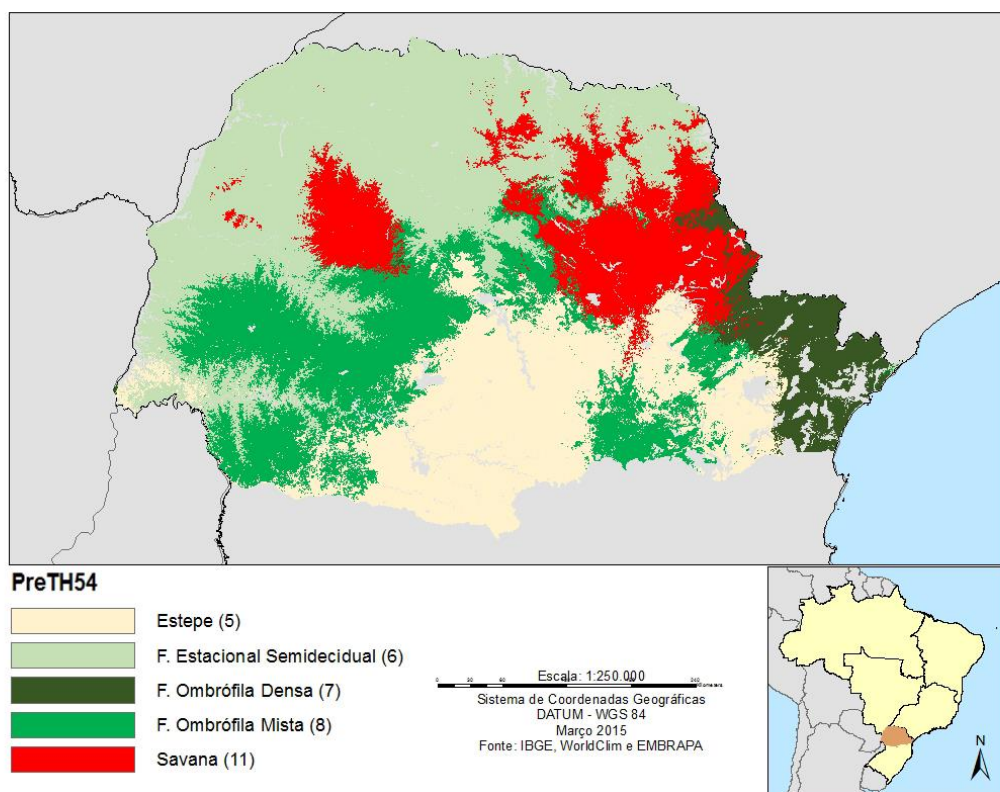 PreTH54
Estepe (5)
F. Estacional Semidecidual (6)
F. Ombrófila Densa (7)
F. Ombrófila Mista (8)
Savana (11)
Escala: 1:250.000
Sistema de Coordenadas Geográficas
DATUM - WGS 84
Março 2015
Fonte: IBGE, WorldClim e EMBRAPA
N